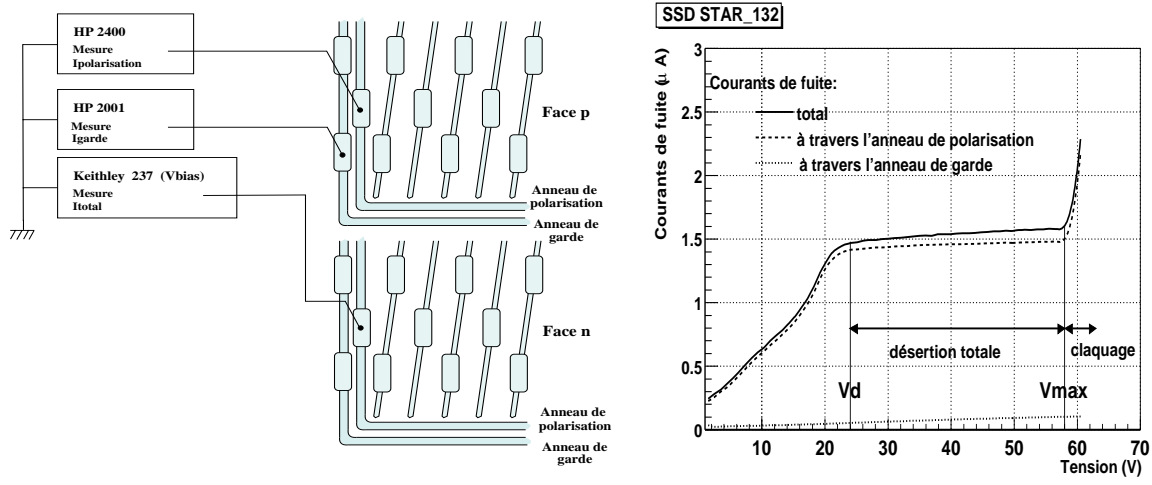 HP 2400
Mesure
Ipolarisation
HP 2001
Mesure
Igarde
Keithley 237 (Vbias)
Mesure
Itotal
Face p
Anneau de
polarisation
Anneau de
garde
Face n
Anneau de
polarisation
Anneau de
garde
SSD STAR_132
Courants de fuite (μ A)
3
2.5
2
1.5
1
0.5
0
Courants de fuite:
total
à travers l'anneau de polarisation
à travers l'anneau de garde
désertion totale
claquage
Vd
Vmax
10 20 30 40 50 60 70
Tension (V)